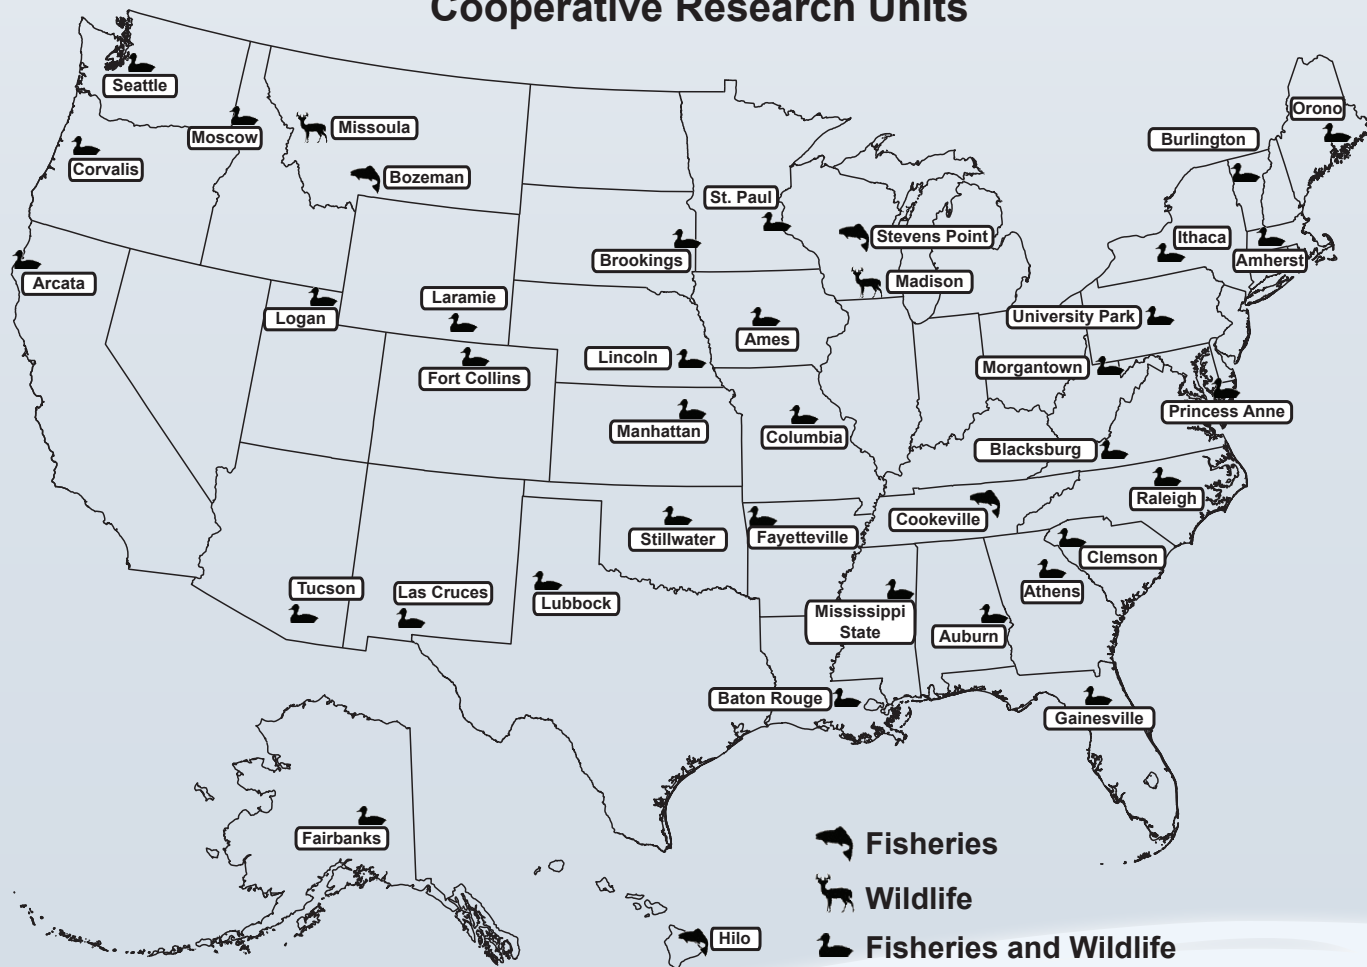 Cooperative Research Units
Seattle
Moscow
Missoula
Corvalis
Bozeman
Orono
Burlington
St. Paul
Stevens Point
Ithaca
Amherst
Brookings
Arcata
Madison
Logan
Laramie
University Park
Ames
Lincoln
Fort Collins
Morgantown
Princess Anne
Manhattan
Columbia
Blacksburg
Raleigh
Cookeville
Stillwater
Fayetteville
Clemson
Tucson
Las Cruces
Lubbock
Athens
Mississippi
State
Auburn
Baton Rouge
Gainesville
Fairbanks
Hilo
Fisheries
Wildlife
Fisheries and Wildlife